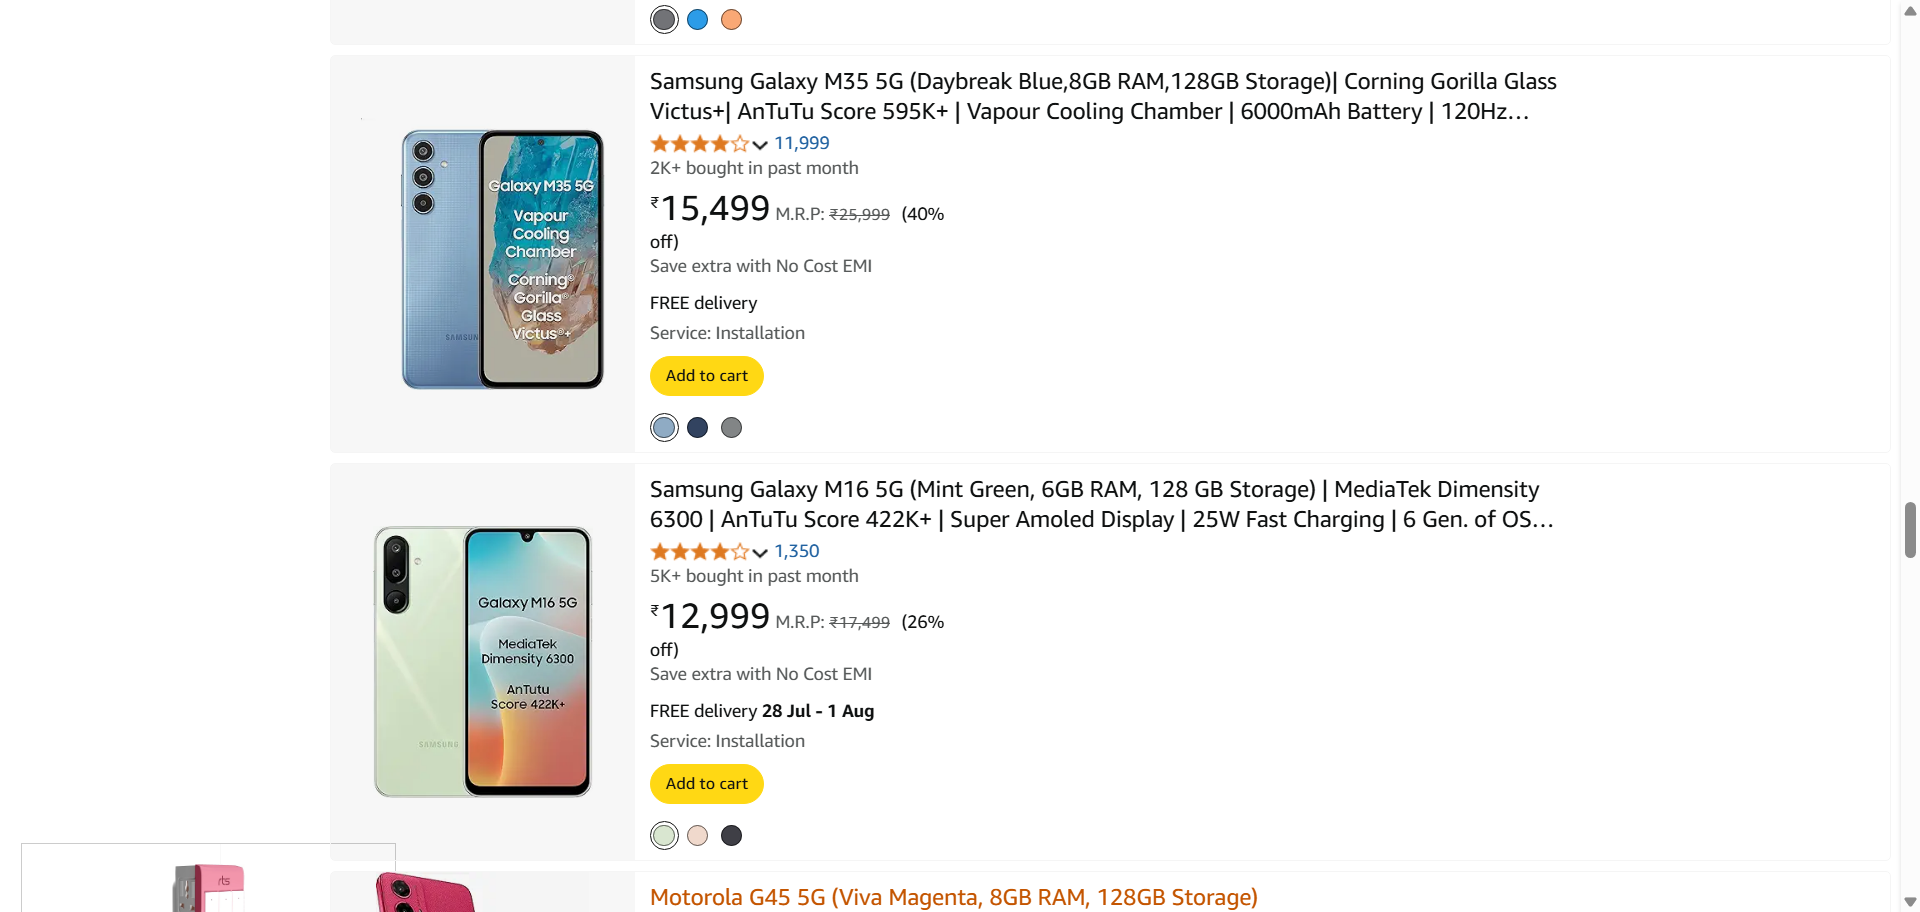 Samsung Galaxy M35 5G (Daybreak Blue,8GB RAM,128GB Storage)| Corning Gorilla Glass
Victus+| AnTuTu Score 595K+ | Vapour Cooling Chamber | 6000mAh Battery | 120Hz…
11,999
2K+ bought in past month
₹15,499 M.R.P: ₹25,999 (40%
off)
Save extra with No Cost EMI
FREE delivery
Service: Installation
Add to cart
Galaxy M35 5G
Vapour
Cooling
Chamber
Corning®
Gorilla®
Glass
Victus®+
Samsung Galaxy M16 5G (Mint Green, 6GB RAM, 128 GB Storage) | MediaTek Dimensity
6300 | AnTuTu Score 422K+ | Super Amoled Display | 25W Fast Charging | 6 Gen. of OS…
1,350
5K+ bought in past month
₹12,999 M.R.P: ₹17,499 (26%
off)
Save extra with No Cost EMI
FREE delivery 28 Jul - 1 Aug
Service: Installation
Add to cart
Galaxy M16 5G
MediaTek
Dimensity 6300
AnTutu
Score 422K+
SAMSUNG
rts
Motorola G45 5G (Viva Magenta, 8GB RAM, 128GB Storage)